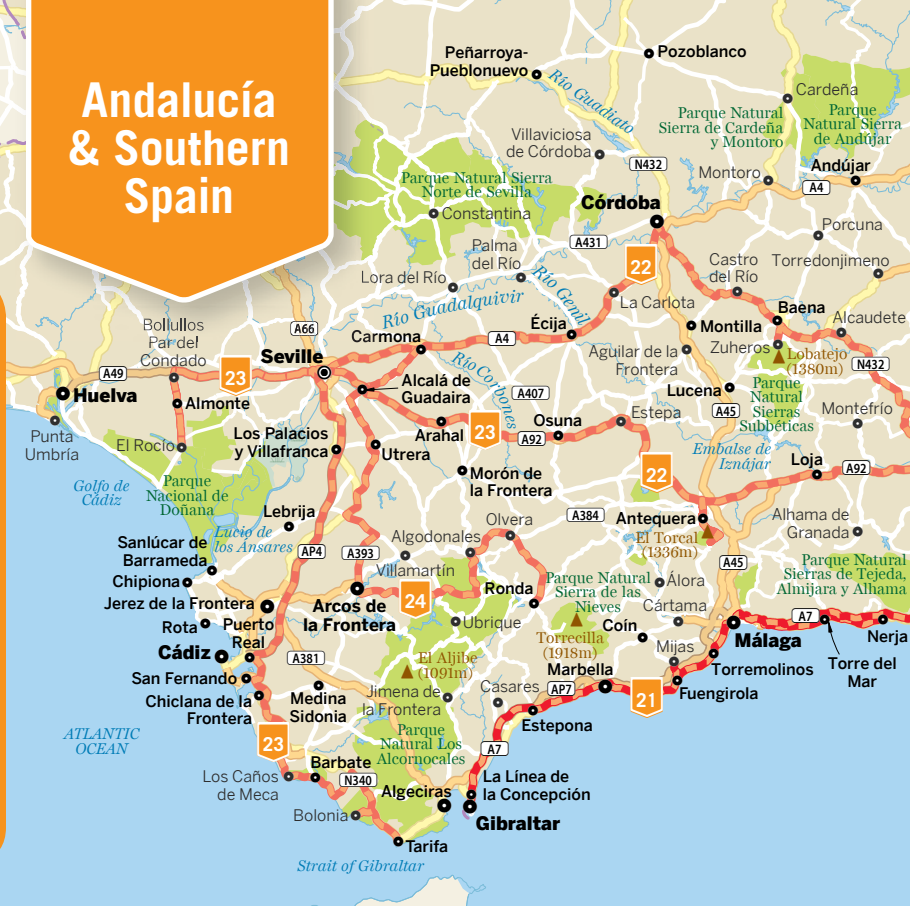 Andalucía
& Southern
Spain
Peñarroya-
Pueblonuevo
Pozoblanco
Río Guadiato
Cardeña
Parque Natural
Sierra de Cardeña
y Montoro
Parque
Natural Sierra
de Andújar
Villaviciosa
de Córdoba
N432
Montoro
Andújar
A4
Parque Natural Sierra
Norte de Sevilla
Constantina
Córdoba
Porcuna
A431
Palma
del Río
22
Castro
del Río
Torredonjimeno
Lora del Río
Río Genil
La Carlota
Río Guadalquivir
Baena
Alcaudete
Bollullos
Par del
Condado
A66
Écija
Montilla
Carmona
A4
Zuheros
Lobatejo
(1380m)
Seville
Río Corbones
Aguilar de la
Frontera
N432
A49
23
Huelva
Alcalá de
Guadaira
A407
Lucena
Parque
Natural
Sierras
Subbéticas
Almonte
A45
Montefrío
Estepa
Osuna
Punta
Umbría
El Rocío
Los Palacios
y Villafranca
Arahal
23
A92
Utrera
Embalse de
Iznájar
Loja
A92
Morón de
la Frontera
22
Golfo de
Cádiz
Parque
Nacional de
Doñana
Lebrija
Olvera
A384
Antequera
Alhama de
Granada
Lucio de
los Ánsares
El Torcal
(1336m)
Sanlúcar de
Barrameda
AP4
A393
Algodonales
Villamartín
A45
Parque Natural
Sierras de Tejeda,
Almijara y Alhama
Chipiona
Ronda
Parque Natural
Sierra de las
Nieves
Álora
Jerez de la Frontera
Arcos de
la Frontera
24
Cártama
A7
Rota
Puerto
Real
Ubrique
Torrecilla
(1918m)
Coín
Málaga
Nerja
Cádiz
A381
El Aljibe
(1091m)
Mijas
Torremolinos
Torre del
Mar
San Fernando
Marbella
Chiclana de la
Frontera
Medina
Sidonia
Jimena de
la Frontera
Casares
AP7
21
Fuengirola
Estepona
ATLANTIC
OCEAN
23
Parque
Natural Los
Alcornocales
A7
Barbate
Los Caños
de Meca
N340
La Línea de
la Concepción
Algeciras
Bolonia
Gibraltar
Tarifa
Strait of Gibraltar